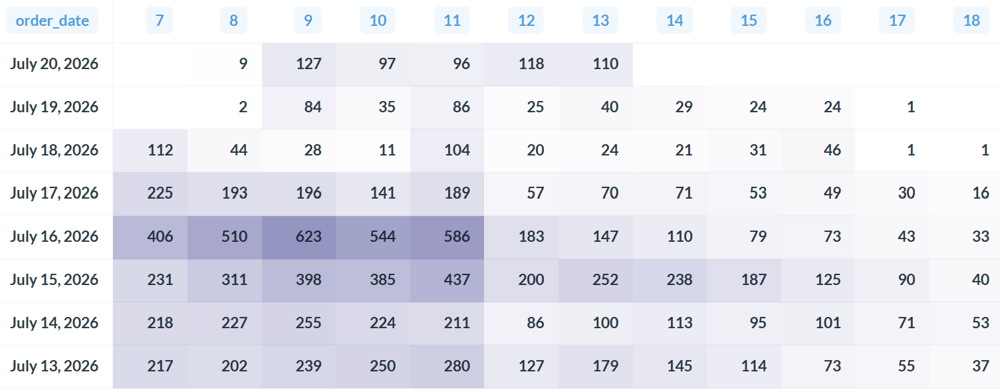 order_date 7 8 9 10 11 12 13 14 15 16 17 18
July 20, 2026 9 127 97 96 118 110
July 19, 2026 2 84 35 86 25 40 29 24 24 1
July 18, 2026 112 44 28 11 104 20 24 21 31 46 1 1
July 17, 2026 225 193 196 141 189 57 70 71 53 49 30 16
July 16, 2026 406 510 623 544 586 183 147 110 79 73 43 33
July 15, 2026 231 311 398 385 437 200 252 238 187 125 90 40
July 14, 2026 218 227 255 224 211 86 100 113 95 101 71 53
July 13, 2026 217 202 239 250 280 127 179 145 114 73 55 37